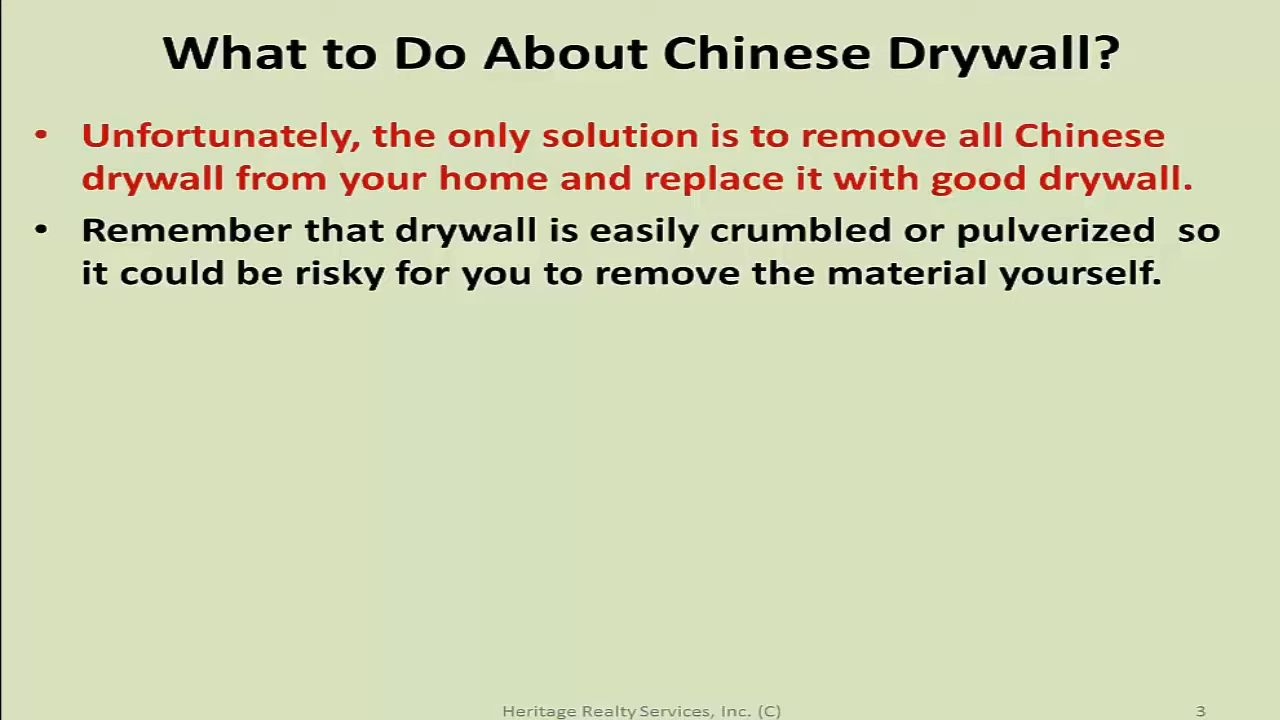 What to Do About Chinese Drywall?
• Unfortunately, the only solution is to remove all Chinese
drywall from your home and replace it with good drywall.
• Remember that drywall is easily crumbled or pulverized  so
it could be risky for you to remove the material yourself.
Heritage Realty Services, Inc. (C)
3